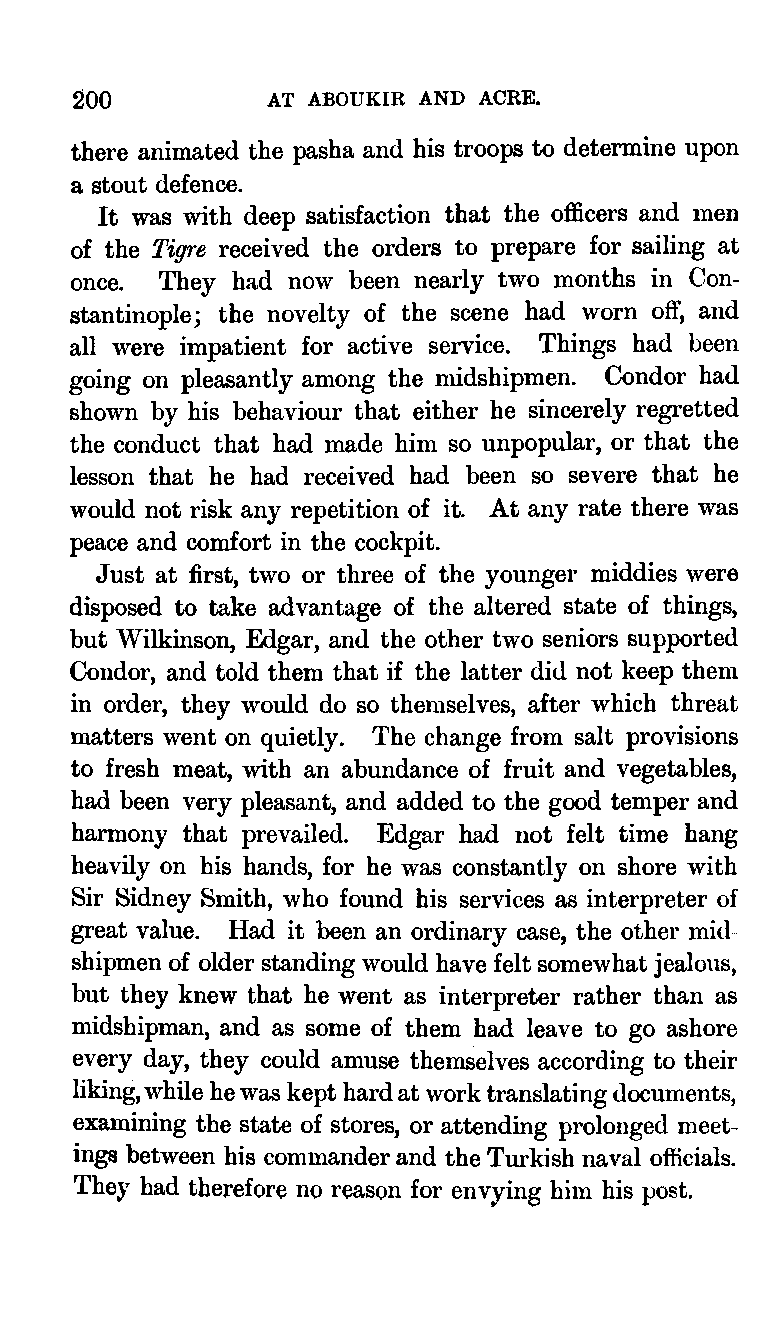 200 AT ABOUKIR AND ACRE.
there animated the pasha and his troops to determine upon
a stout defence.
It was with deep satisfaction that the officers and men
of the Tigre received the orders to prepare for sailing at
once. They had now been nearly two months in Con-
stantinople; the novelty of the scene had worn off, and
all were impatient for active service. Things had been
going on pleasantly among the midshipmen. Condor had
shown by his behaviour that either he sincerely regretted
the conduct that had made him so unpopular, or that the
lesson that he had received had been so severe that he
would not risk any repetition of it. At any rate there was
peace and comfort in the cockpit.
Just at first, two or three of the younger middies were
disposed to take advantage of the altered state of things,
but Wilkinson, Edgar, and the other two seniors supported
Condor, and told them that if the latter did not keep them
in order, they would do so themselves, after which threat
matters went on quietly. The change from salt provisions
to fresh meat, with an abundance of fruit and vegetables,
had been very pleasant, and added to the good temper and
harmony that prevailed. Edgar had not felt time hang
heavily on his hands, for he was constantly on shore with
Sir Sidney Smith, who found his services as interpreter of
great value. Had it been an ordinary case, the other mid-
shipmen of older standing would have felt somewhat jealous,
but they knew that he went as interpreter rather than as
midshipman, and as some of them had leave to go ashore
every day, they could amuse themselves according to their
liking, while he was kept hard at work translating documents,
examining the state of stores, or attending prolonged meet-
ings between his commander and the Turkish naval officials.
They had therefore no reason for envying him his post.